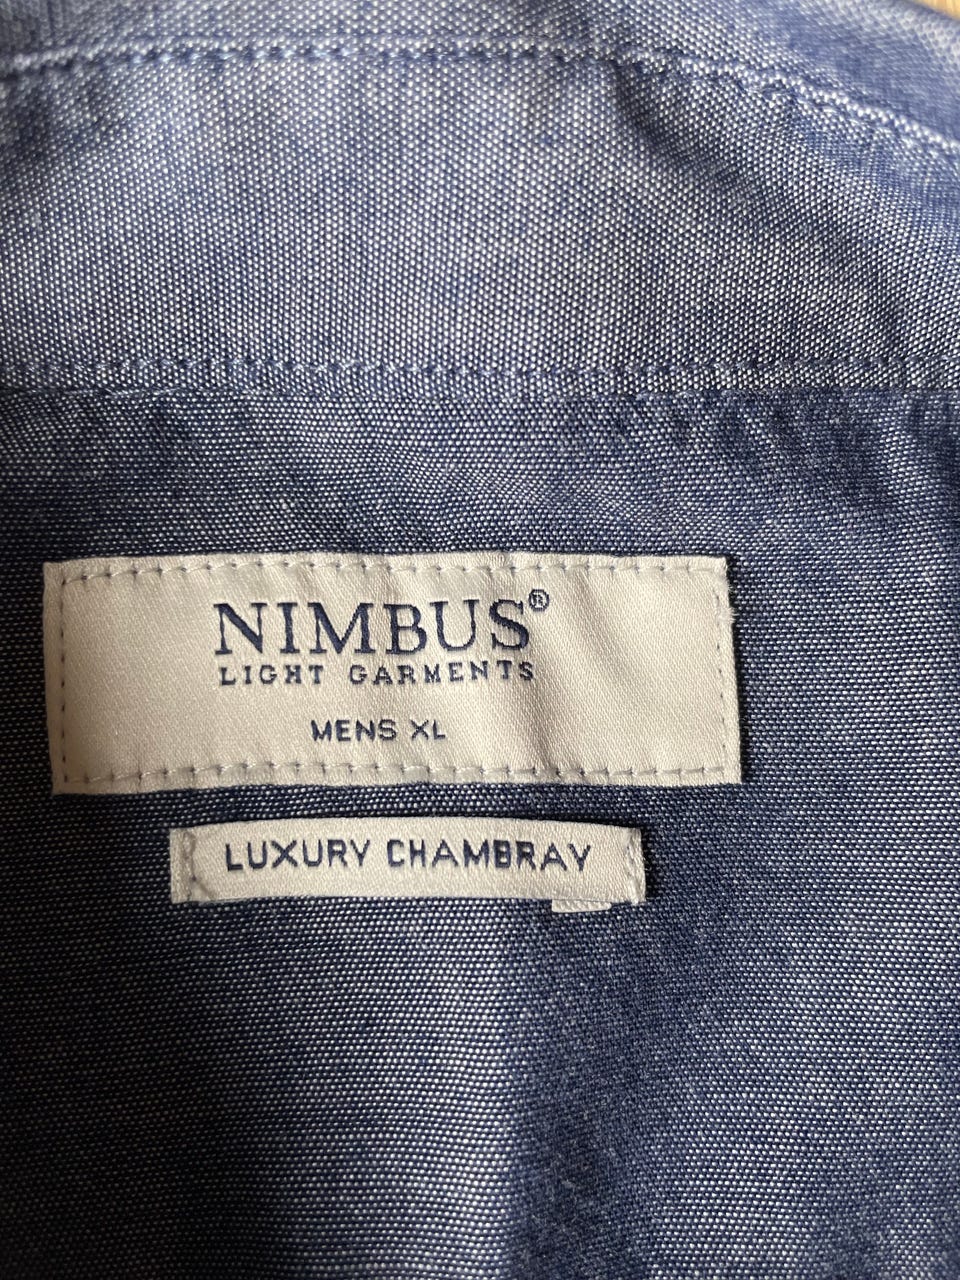 NIMBUS®
LIGHT GARMENTS
MENS XL
LUXURY CHAMBRAY